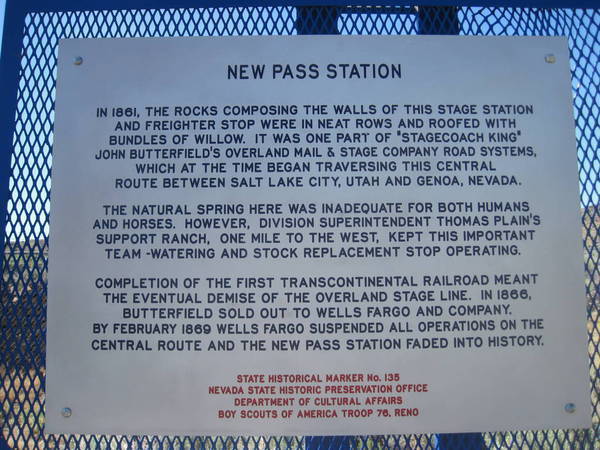 NEW PASS STATION
IN 1861, THE ROCKS COMPOSING THE WALLS OF THIS STAGE STATION
AND FREIGHTER STOP WERE IN NEAT ROWS AND ROOFED WITH
BUNDLES OF WILLOW. IT WAS ONE PART OF "STAGECOACH KING"
JOHN BUTTERFIELD'S OVERLAND MAIL & STAGE COMPANY ROAD SYSTEMS,
WHICH AT THE TIME BEGAN TRAVERSING THIS CENTRAL
ROUTE BETWEEN SALT LAKE CITY, UTAH AND GENOA, NEVADA.
THE NATURAL SPRING HERE WAS INADEQUATE FOR BOTH HUMANS
AND HORSES. HOWEVER, DIVISION SUPERINTENDENT THOMAS PLAIN'S
SUPPORT RANCH, ONE MILE TO THE WEST, KEPT THIS IMPORTANT
TEAM -WATERING AND STOCK REPLACEMENT STOP OPERATING.
COMPLETION OF THE FIRST TRANSCONTINENTAL RAILROAD MEANT
THE EVENTUAL DEMISE OF THE OVERLAND STAGE LINE. IN 1866,
BUTTERFIELD SOLD OUT TO WELLS FARGO AND COMPANY.
BY FEBRUARY 1869 WELLS FARGO SUSPENDED ALL OPERATIONS ON THE
CENTRAL ROUTE AND THE NEW PASS STATION FADED INTO HISTORY.
STATE HISTORICAL MARKER No. 135
NEVADA STATE HISTORIC PRESERVATION OFFICE
DEPARTMENT OF CULTURAL AFFAIRS
BOY SCOUTS OF AMERICA TROOP 76, RENO